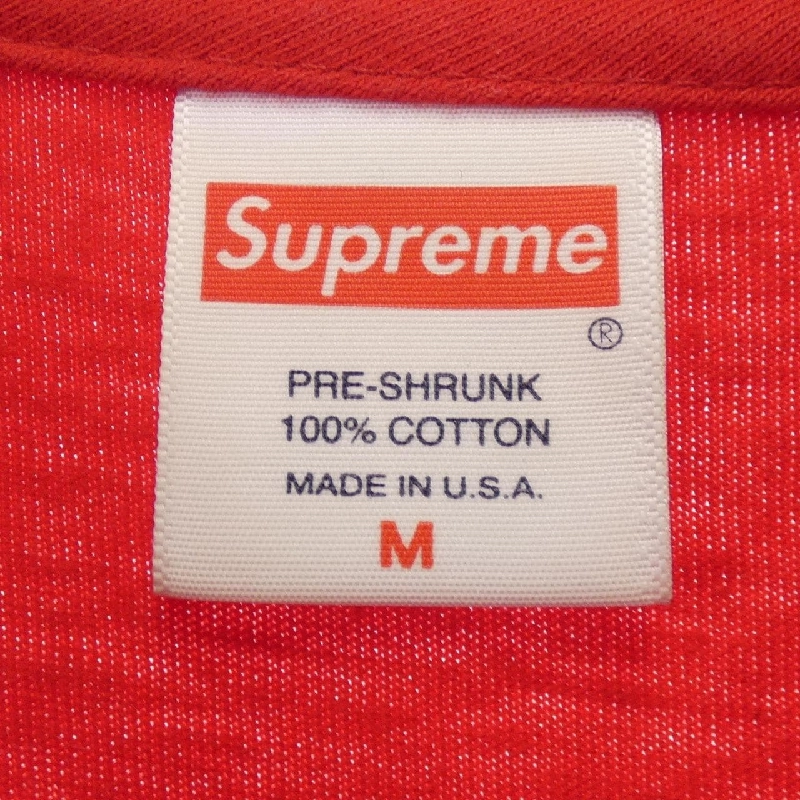 Supreme
®
PRE-SHRUNK
100% COTTON
MADE IN U.S.A.
M